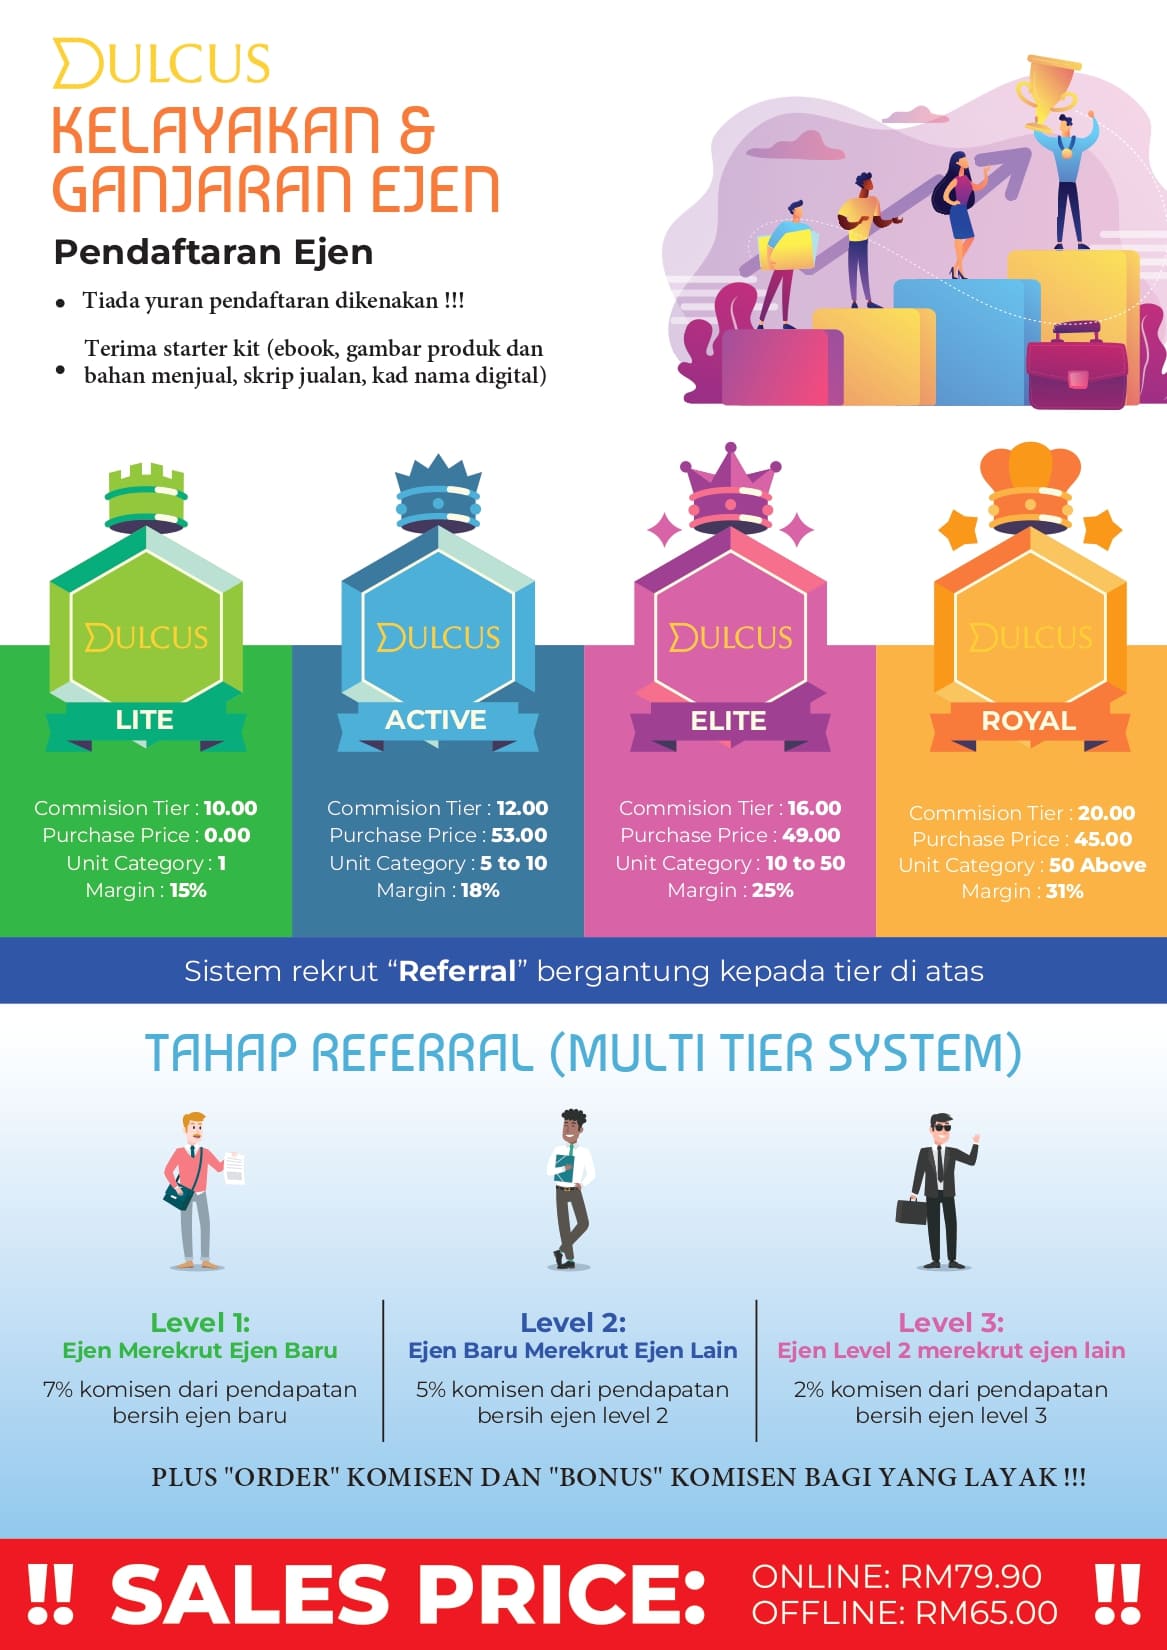 DULCUS
KELAYAKAN &
GANJARAN EJEN
Pendaftaran Ejen
• Tiada yuran pendaftaran dikenakan !!!
• Terima starter kit (ebook, gambar produk dan
bahan menjual, skrip jualan, kad nama digital)
DULCUS
LITE
Commision Tier : 10.00
Purchase Price : 0.00
Unit Category : 1
Margin : 15%
DULCUS
ACTIVE
Commision Tier : 12.00
Purchase Price : 53.00
Unit Category : 5 to 10
Margin : 18%
DULCUS
ELITE
Commision Tier : 16.00
Purchase Price : 49.00
Unit Category : 10 to 50
Margin : 25%
DULCUS
ROYAL
Commision Tier : 20.00
Purchase Price : 45.00
Unit Category : 50 Above
Margin : 31%
Sistem rekrut “Referral” bergantung kepada tier di atas
TAHAP REFERRAL (MULTI TIER SYSTEM)
Level 1:
Ejen Merekrut Ejen Baru
7% komisen dari pendapatan
bersih ejen baru
Level 2:
Ejen Baru Merekrut Ejen Lain
5% komisen dari pendapatan
bersih ejen level 2
Level 3:
Ejen Level 2 merekrut ejen lain
2% komisen dari pendapatan
bersih ejen level 3
PLUS "ORDER" KOMISEN DAN "BONUS" KOMISEN BAGI YANG LAYAK !!!
!! SALES PRICE: !!
ONLINE: RM79.90
OFFLINE: RM65.00